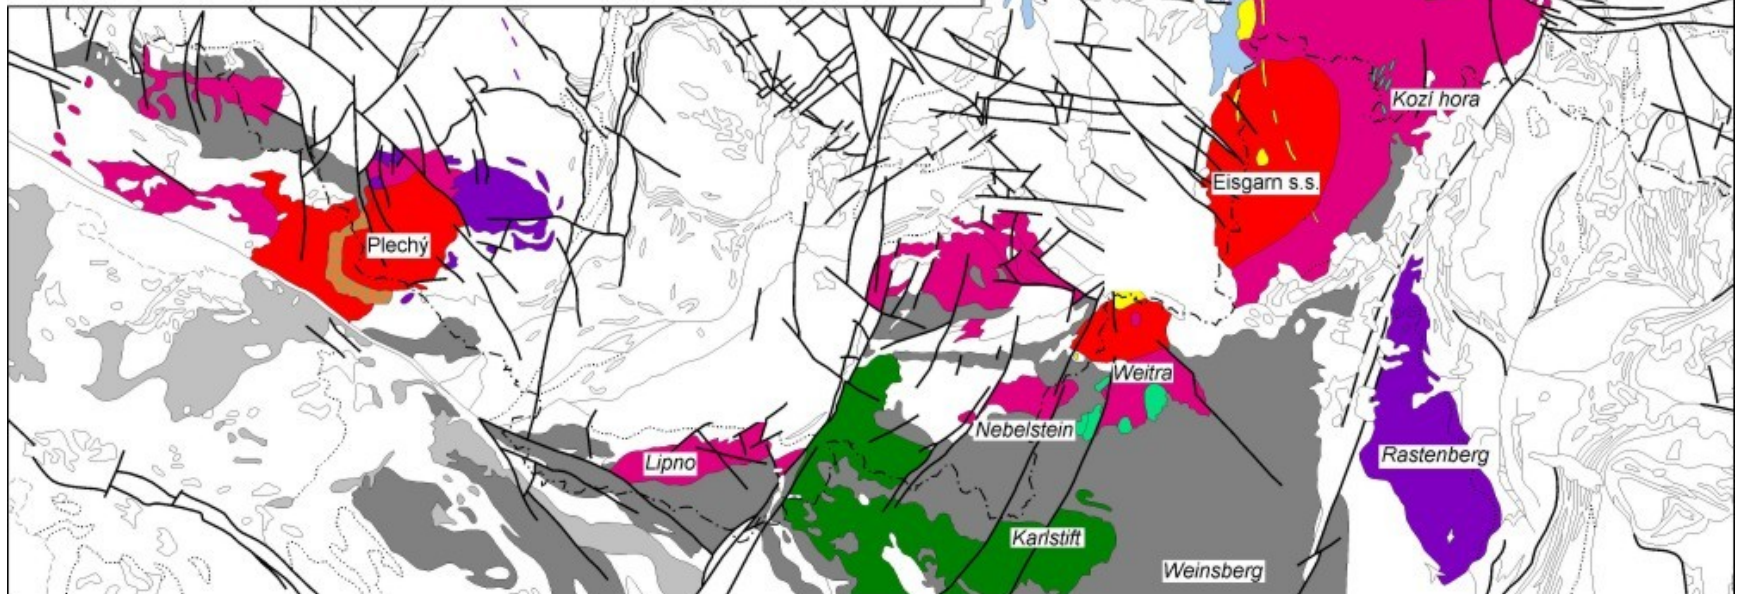 Kozí hora
Eisgarn s.s.
Plechý
Weitra
Nebelstein
Lipno
Rastenberg
Karlstift
Weinsberg